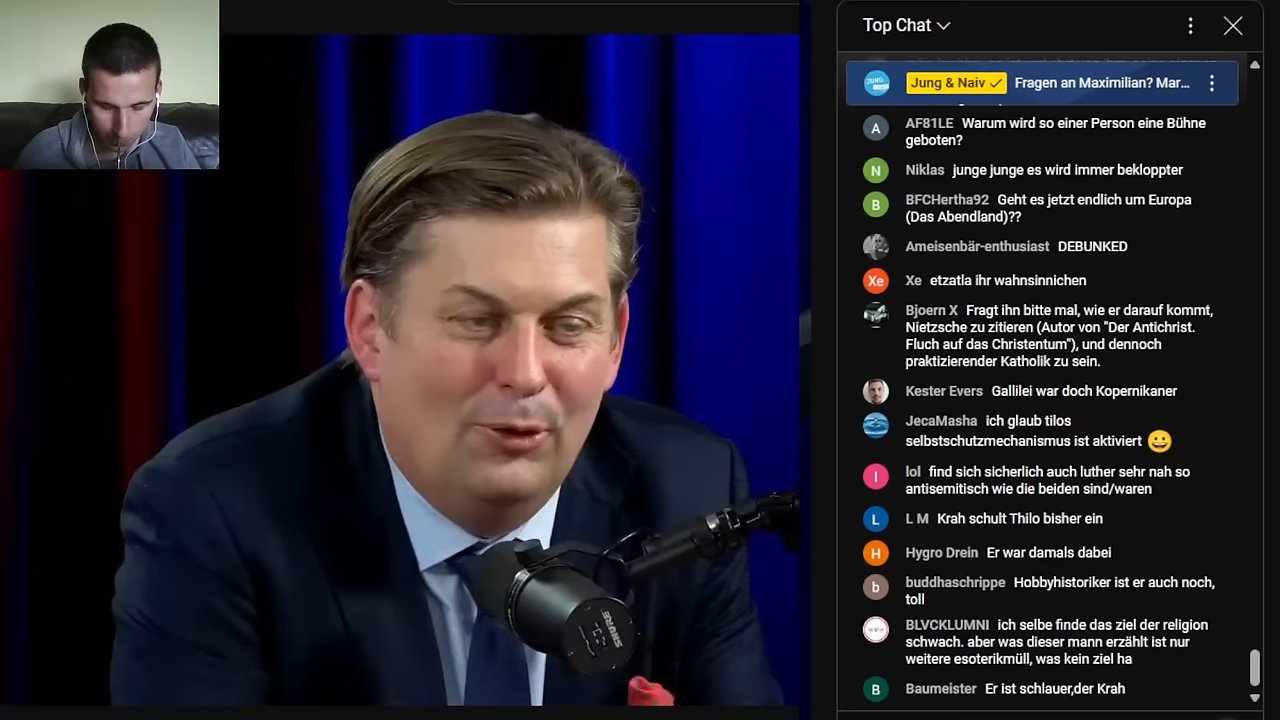 Top Chat
Jung & Naiv Fragen an Maximilian? Mar...
AF81LE Warum wird so einer Person eine Bühne
geboten?
Niklas junge junge es wird immer bekloppter
BFCHertha92 Geht es jetzt endlich um Europa
(Das Abendland)??
Ameisenbär-enthusiast DEBUNKED
Xe etzatla ihr wahnsinnichen
Bjoern X Fragt ihn bitte mal, wie er darauf kommt,
Nietzsche zu zitieren (Autor von "Der Antichrist.
Fluch auf das Christentum"), und dennoch
praktizierender Katholik zu sein.
Kester Evers Gallilei war doch Kopernikaner
JecaMasha ich glaub tilos
selbstschutzmechanismus ist aktiviert 😀
lol find sich sicherlich auch luther sehr nah so
antisemitisch wie die beiden sind/waren
L M Krah schult Thilo bisher ein
Hygro Drein Er war damals dabei
buddhaschrippe Hobbyhistoriker ist er auch noch,
toll
BLVCKLUMNI ich selbe finde das ziel der religion
schwach. aber was dieser mann erzählt ist nur
weitere esoterikmüll, was kein ziel ha
Baumeister Er ist schlauer,der Krah
SHURE